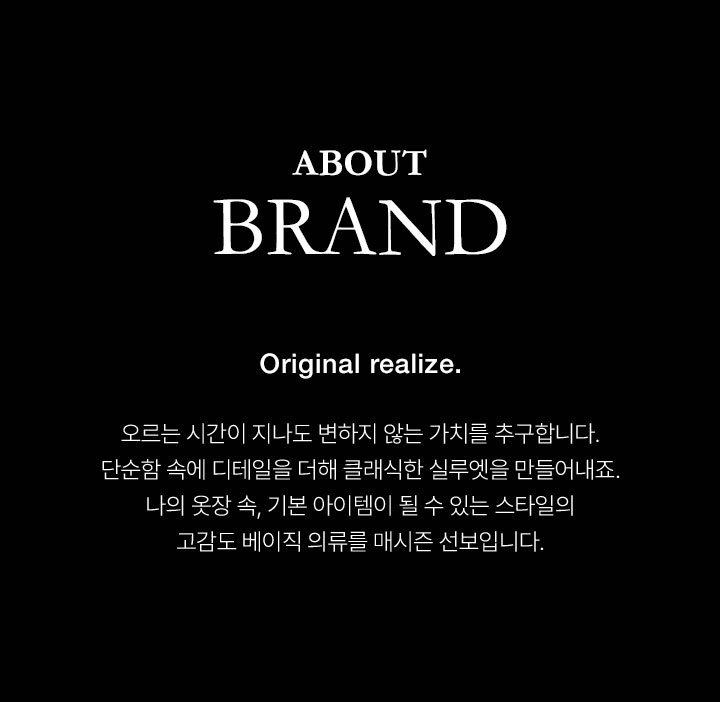 ABOUT
BRAND
Original realize.
오르는 시간이 지나도 변하지 않는 가치를 추구합니다.
단순함 속에 디테일을 더해 클래식한 실루엣을 만들어내죠.
나의 옷장 속, 기본 아이템이 될 수 있는 스타일의
고감도 베이직 의류를 매시즌 선보입니다.